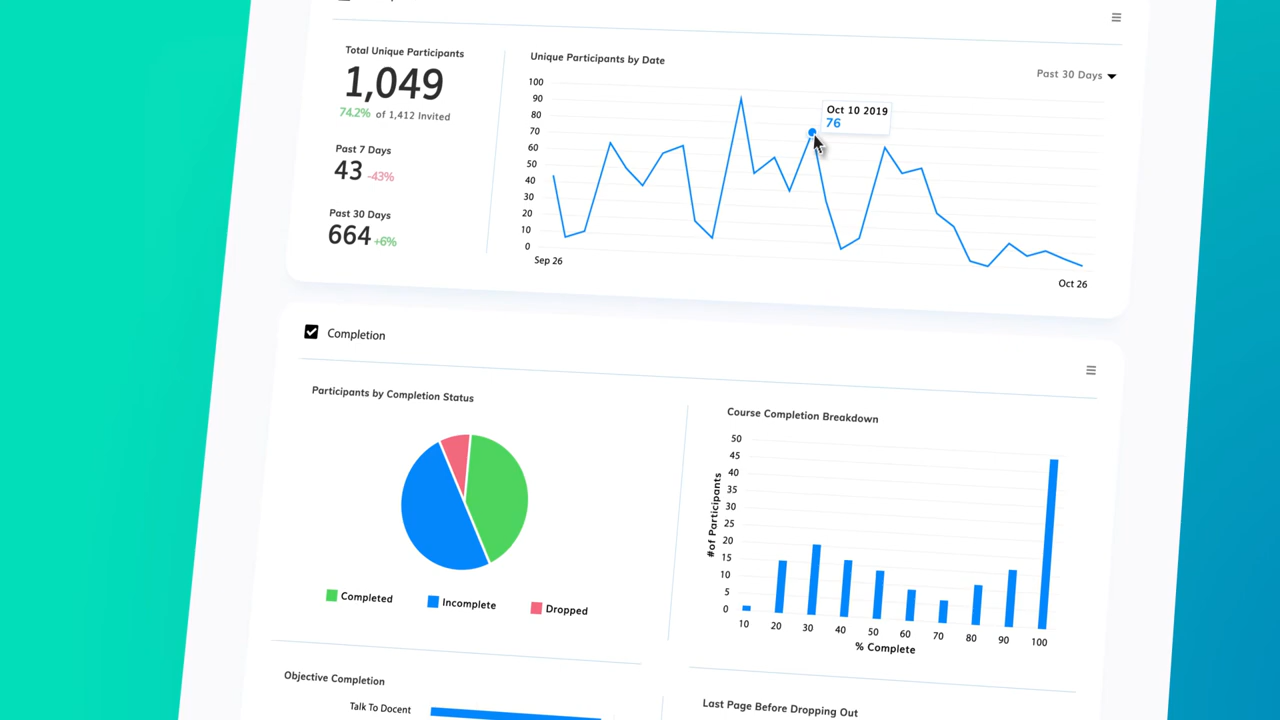 Total Unique Participants
1,049
74.2% of 1,412 Invited
Past 7 Days
43 -43%
Past 30 Days
664 +6%
Unique Participants by Date
Past 30 Days
100
90
80
70
60
50
40
30
20
10
0
Sep 26
Oct 26
Oct 10 2019
76
Completion
Participants by Completion Status
Completed
Incomplete
Dropped
Course Completion Breakdown
#of Participants
50
45
40
35
30
25
20
15
10
5
0
10 20 30 40 50 60 70 80 90 100
% Complete
Objective Completion
Talk To Docent
Last Page Before Dropping Out